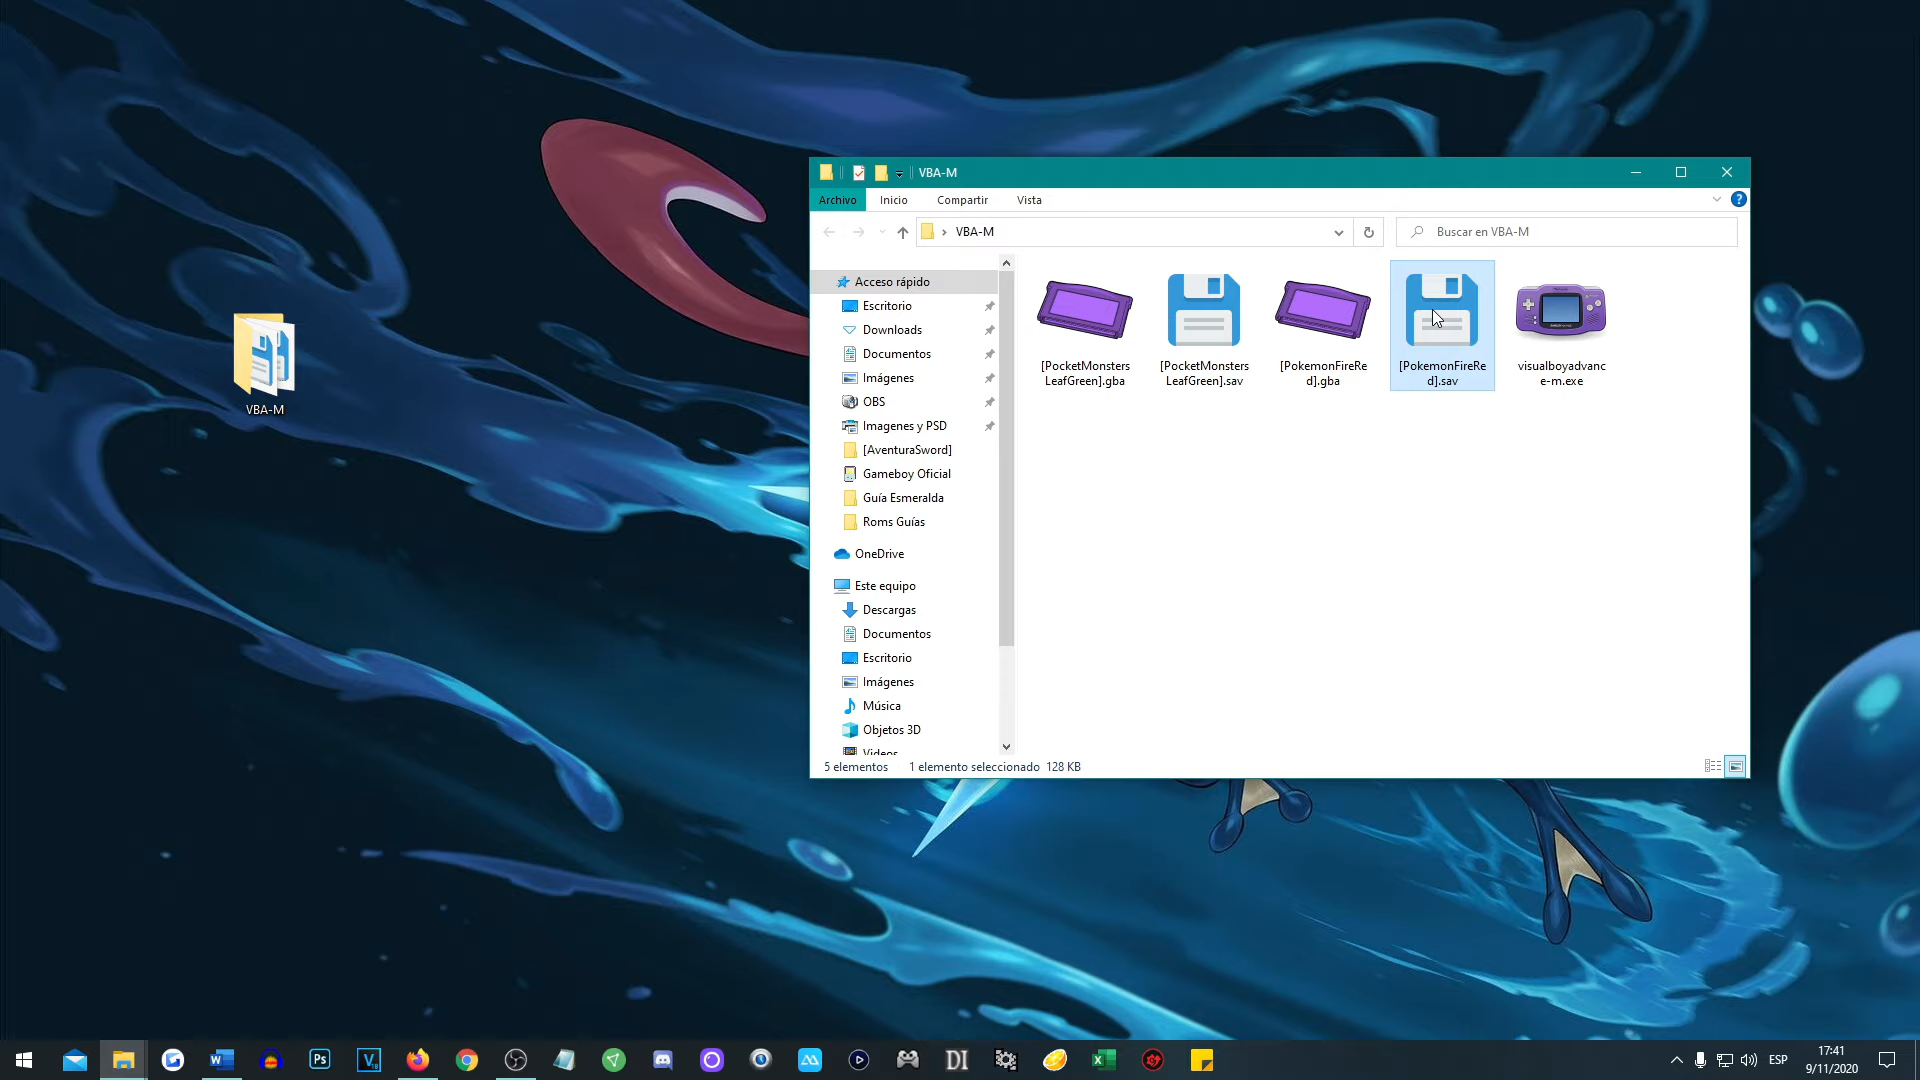 VBA-M
VBA-M
Archivo Inicio Compartir Vista
VBA-M
Buscar en VBA-M
Acceso rápido
Escritorio
Downloads
Documentos
Imágenes
OBS
Imagenes y PSD
[AventuraSword]
Gameboy Oficial
Guía Esmeralda
Roms Guías
OneDrive
Este equipo
Descargas
Documentos
Escritorio
Imágenes
Música
Objetos 3D
Videos
[PocketMonsters
LeafGreen].gba
[PocketMonsters
LeafGreen].sav
[PokemonFireRe
d].gba
[PokemonFireRe
d].sav
visualboyadvanc
e-m.exe
5 elementos 1 elemento seleccionado 128 KB
ESP
17:41
9/11/2020